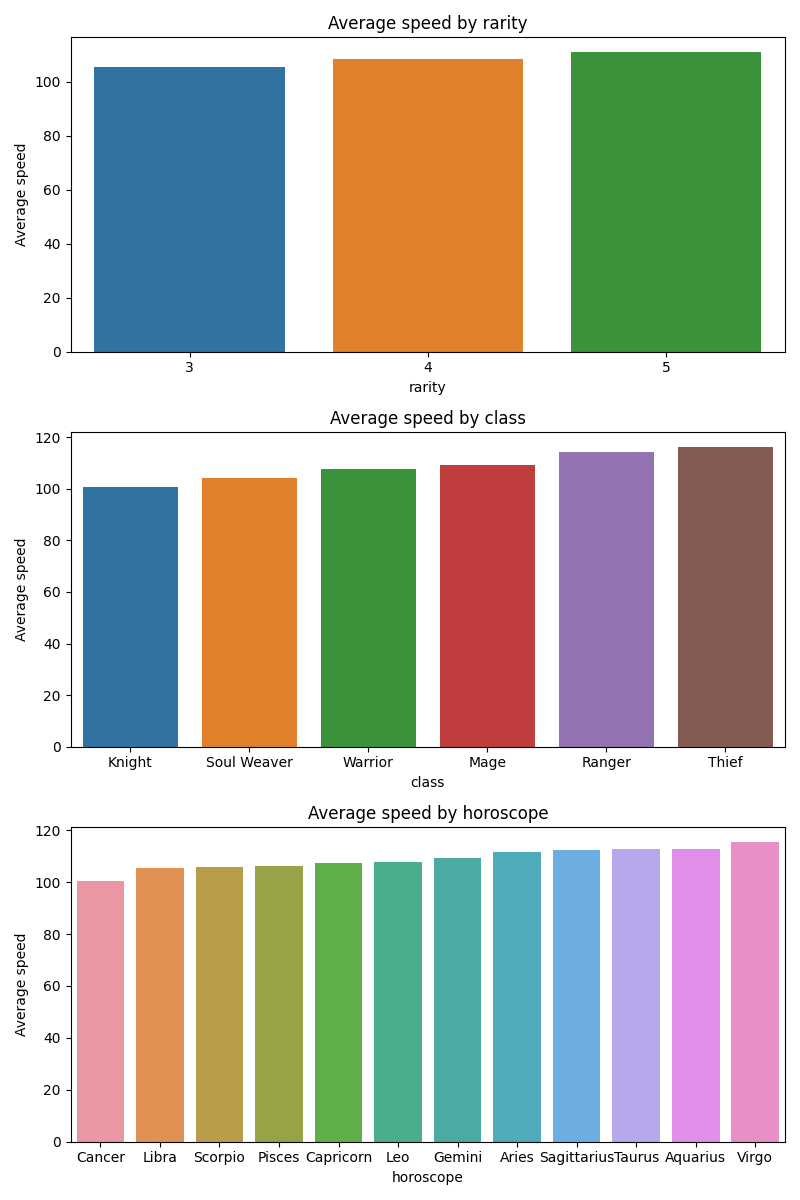 Average speed by rarity
Average speed
100
80
60
40
20
0
3 4 5
rarity
Average speed by class
Average speed
120
100
80
60
40
20
0
Knight Soul Weaver Warrior Mage Ranger Thief
class
Average speed by horoscope
Average speed
120
100
80
60
40
20
0
Cancer Libra Scorpio Pisces Capricorn Leo Gemini Aries Sagittarius Taurus Aquarius Virgo
horoscope